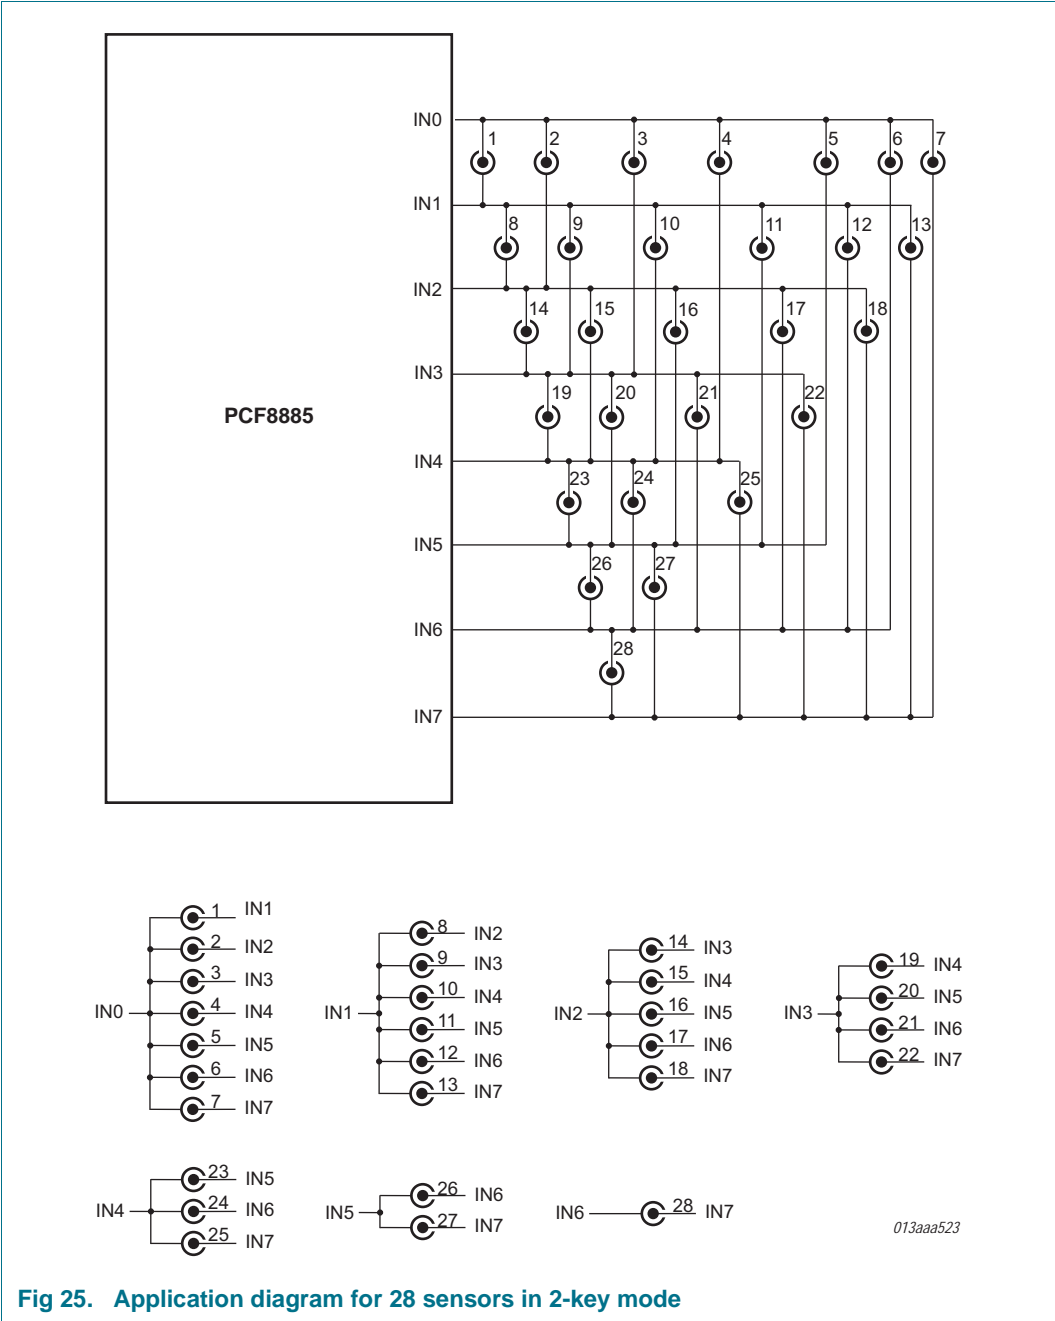 IN0
1 2 3 4 5 6 7
IN1
8 9 10 11 12 13
IN2
14 15 16 17 18
IN3
19 20 21 22
PCF8885
IN4
23 24 25
IN5
26 27
IN6
28
IN7
1 IN1
2 IN2
3 IN3
IN0 4 IN4
5 IN5
6 IN6
7 IN7
8 IN2
9 IN3
10 IN4
IN1
11 IN5
12 IN6
13 IN7
14 IN3
15 IN4
IN2 16 IN5
17 IN6
18 IN7
19 IN4
20 IN5
IN3
21 IN6
22 IN7
23 IN5
IN4 24 IN6
25 IN7
26 IN6
IN5
27 IN7
IN6 28 IN7
013aaa523
Fig 25. Application diagram for 28 sensors in 2-key mode